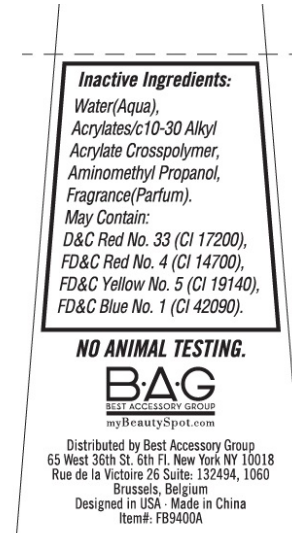 Inactive Ingredients:
Water(Aqua),
Acrylates/c10-30 Alkyl
Acrylate Crosspolymer,
Aminomethyl Propanol,
Fragrance(Parfum).
May Contain:
D&C Red No. 33 (CI 17200),
FD&C Red No. 4 (CI 14700),
FD&C Yellow No. 5 (CI 19140),
FD&C Blue No. 1 (CI 42090).
NO ANIMAL TESTING.
B·A·G
BEST ACCESSORY GROUP
myBeautySpot.com
Distributed by Best Accessory Group
65 West 36th St. 6th Fl. New York NY 10018
Rue de la Victoire 26 Suite: 132494, 1060
Brussels, Belgium
Designed in USA · Made in China
Item#: FB9400A